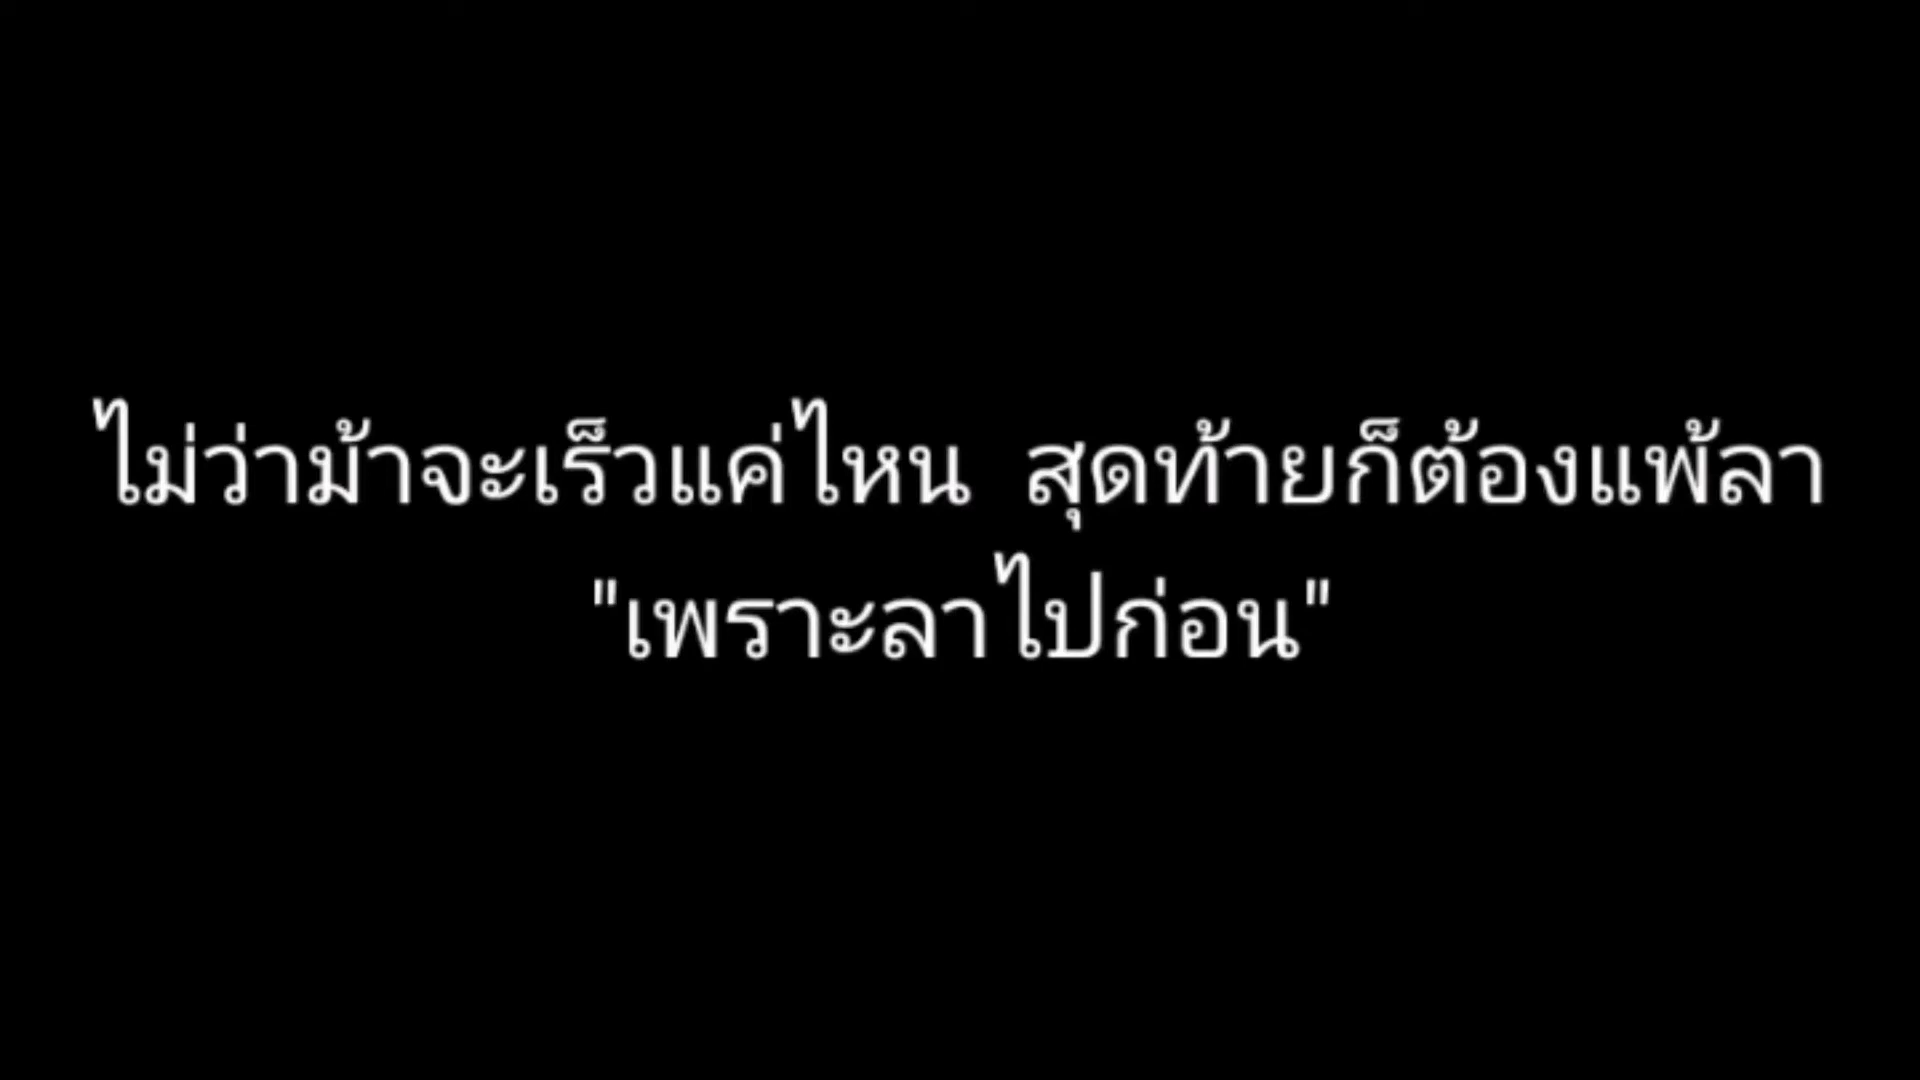 ไม่ว่าม้าจะเร็วแค่ไหน สุดท้ายก็ต้องแพ้ลา
"เพราะลาไปก่อน"